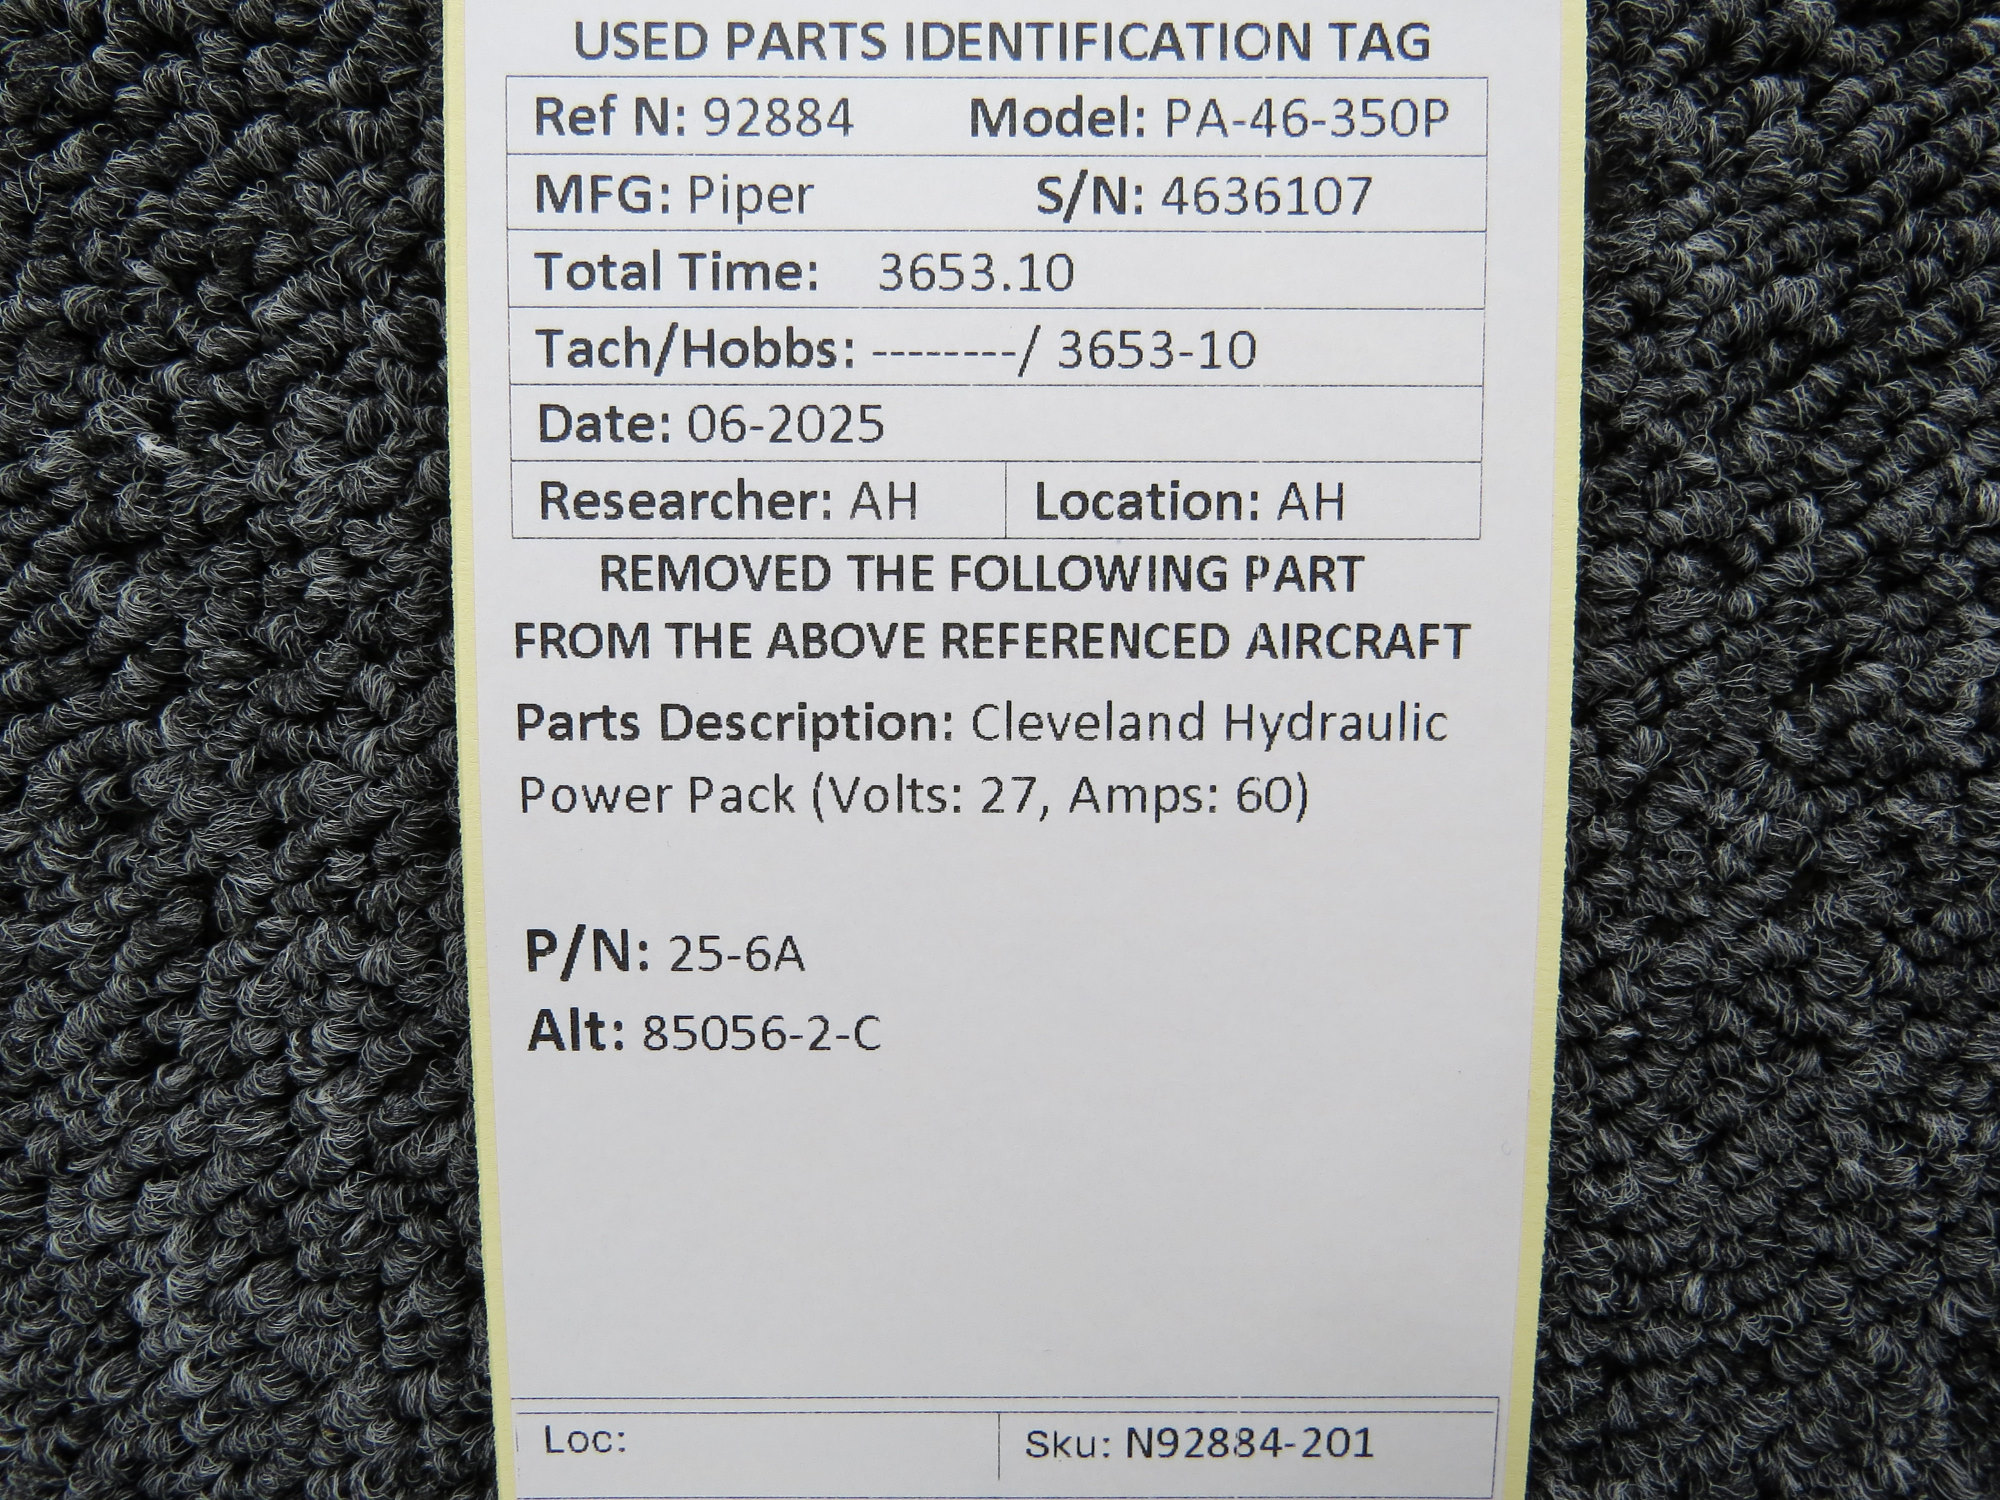 USED PARTS IDENTIFICATION TAG
Ref N: 92884 Model: PA-46-350P
MFG: Piper S/N: 4636107
Total Time: 3653.10
Tach/Hobbs: --------/ 3653-10
Date: 06-2025
Researcher: AH Location: AH
REMOVED THE FOLLOWING PART
FROM THE ABOVE REFERENCED AIRCRAFT
Parts Description: Cleveland Hydraulic
Power Pack (Volts: 27, Amps: 60)
P/N: 25-6A
Alt: 85056-2-C
Loc: Sku: N92884-201